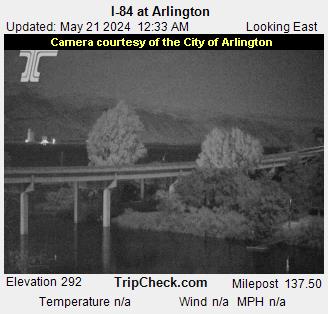 I-84 at Arlington
Updated: May 21 2024 12:33 AM Looking East
Camera courtesy of the City of Arlington
Elevation 292 TripCheck.com Milepost 137.50
Temperature n/a Wind n/a MPH n/a